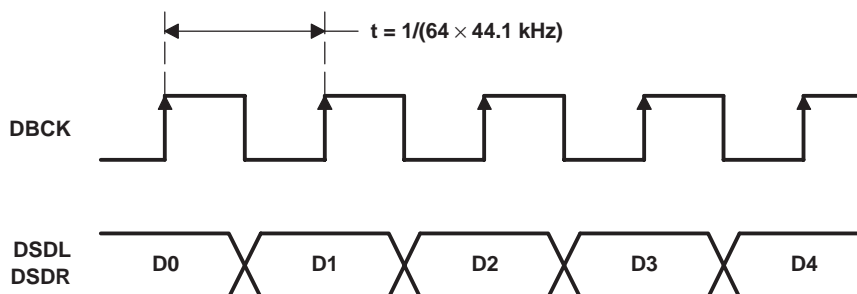 t = 1/(64 × 44.1 kHz)
DBCK
DSDL
DSDR
D0
D1
D2
D3
D4